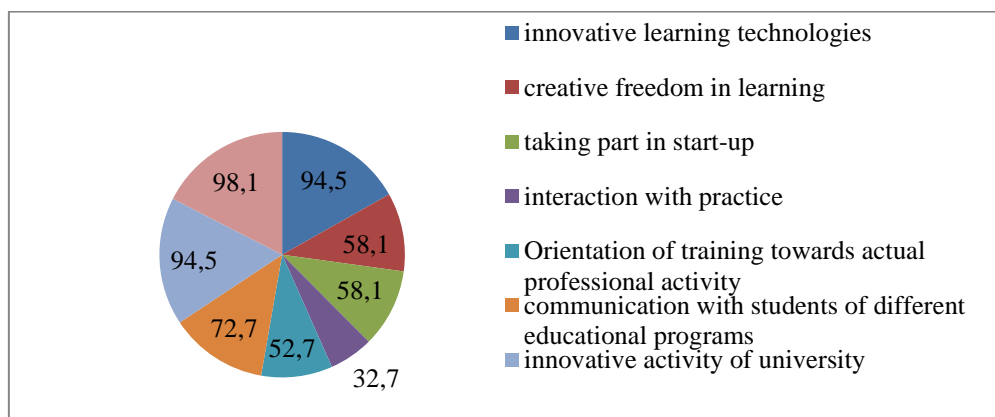 innovative learning technologies
creative freedom in learning
taking part in start-up
interaction with practice
Orientation of training towards actual
professional activity
communication with students of different
educational programs
innovative activity of university
98,1
94,5
58,1
94,5
58,1
72,7
52,7
32,7